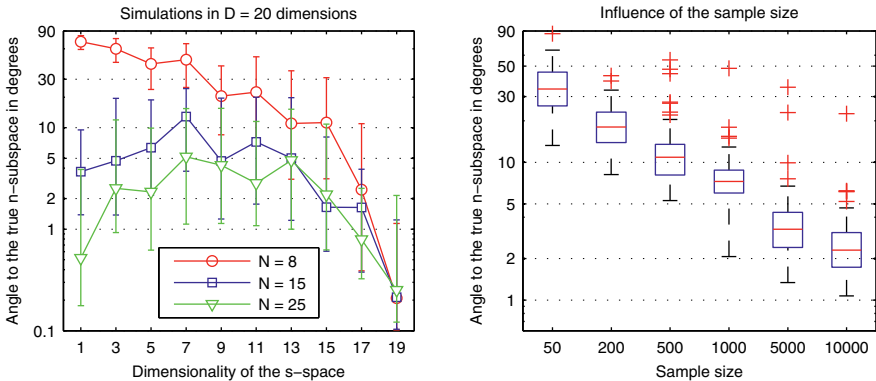 Simulations in D = 20 dimensions
Angle to the true n-subspace in degrees
90
30
10
5
2
1
0.1
N = 8
N = 15
N = 25
1 3 5 7 9 11 13 15 17 19
Dimensionality of the s-space
Influence of the sample size
Angle to the true n-subspace in degrees
90
50
30
10
5
2
1
50 200 500 1000 5000 10000
Sample size